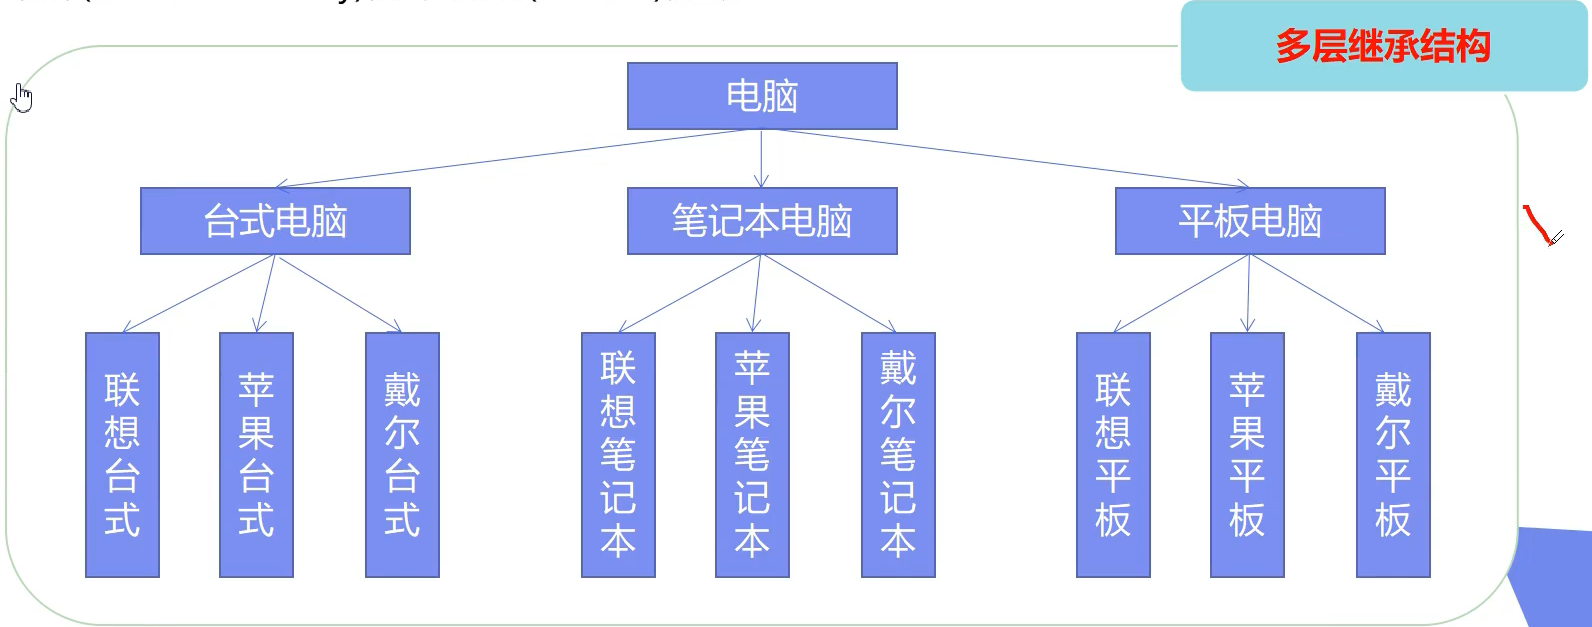 多层继承结构
电脑
台式电脑
笔记本电脑
平板电脑
联想台式
苹果台式
戴尔台式
联想笔记本
苹果笔记本
戴尔笔记本
联想平板
苹果平板
戴尔平板